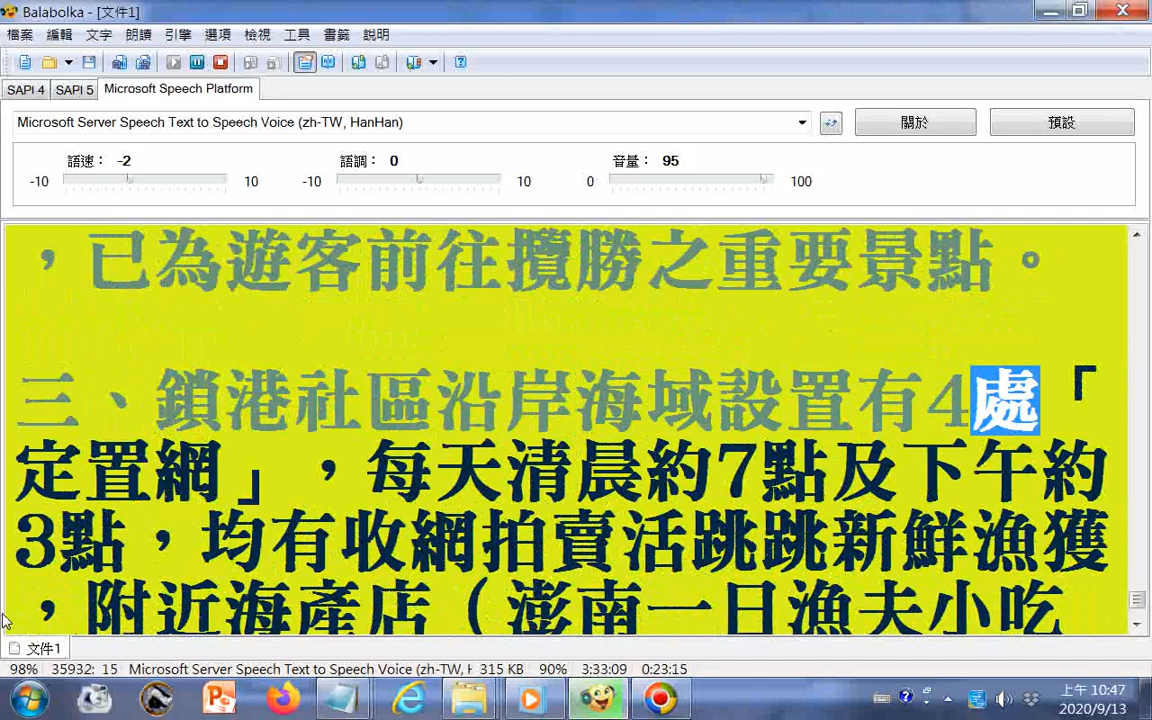 Balabolka - [文件1]
檔案 編輯 文字 朗讀 引擎 選項 檢視 工具 書籤 說明
SAPI 4 SAPI 5 Microsoft Speech Platform
Microsoft Server Speech Text to Speech Voice (zh-TW, HanHan) 關於 預設
語速： -2 語調： 0 音量： 95
-10 10 -10 10 0 100
，已為遊客前往攬勝之重要景點。
三、鎖港社區沿岸海域設置有4處「
定置網」，每天清晨約7點及下午約
3點，均有收網拍賣活跳跳新鮮漁獲
，附近海產店（澎南一日漁夫小吃
文件1
98% 35932: 15 Microsoft Server Speech Text to Speech Voice (zh-TW, H 315 KB 90% 3:33:09 0:23:15
上午 10:47
2020/9/13